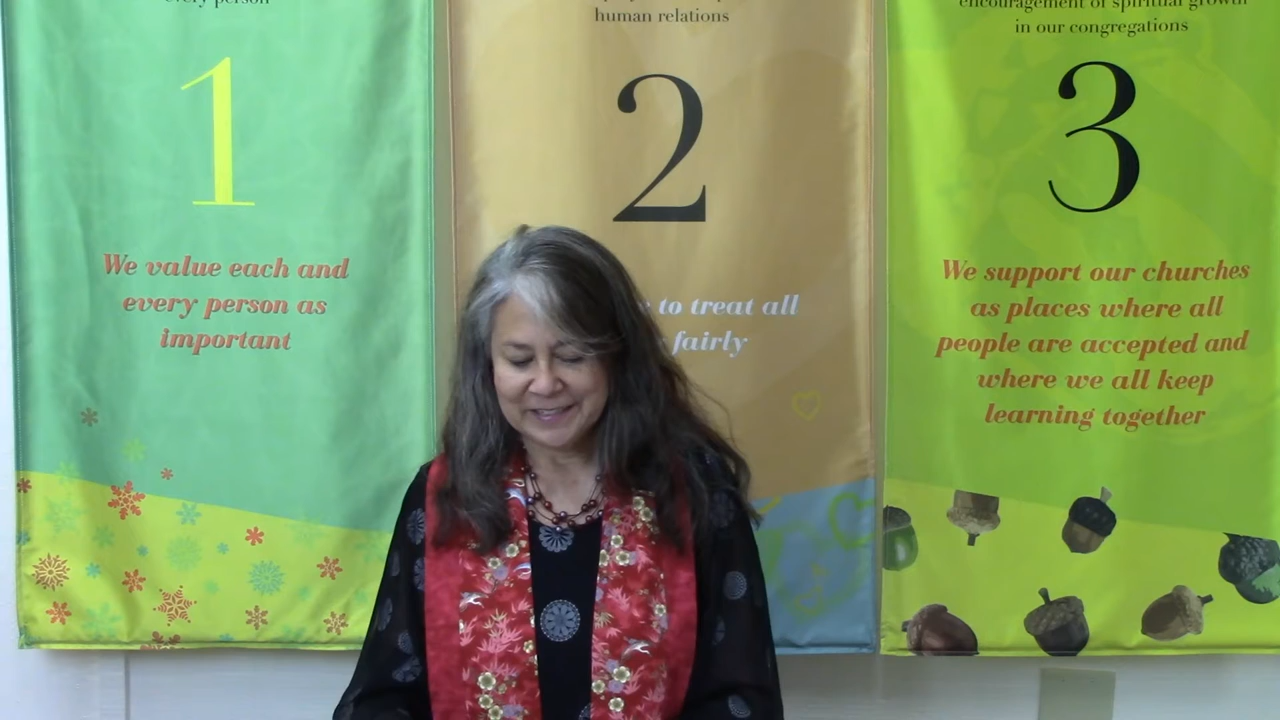 every person
1
We value each and
every person as
important
human relations
2
to treat all
fairly
encouragement of spiritual growth
in our congregations
3
We support our churches
as places where all
people are accepted and
where we all keep
learning together